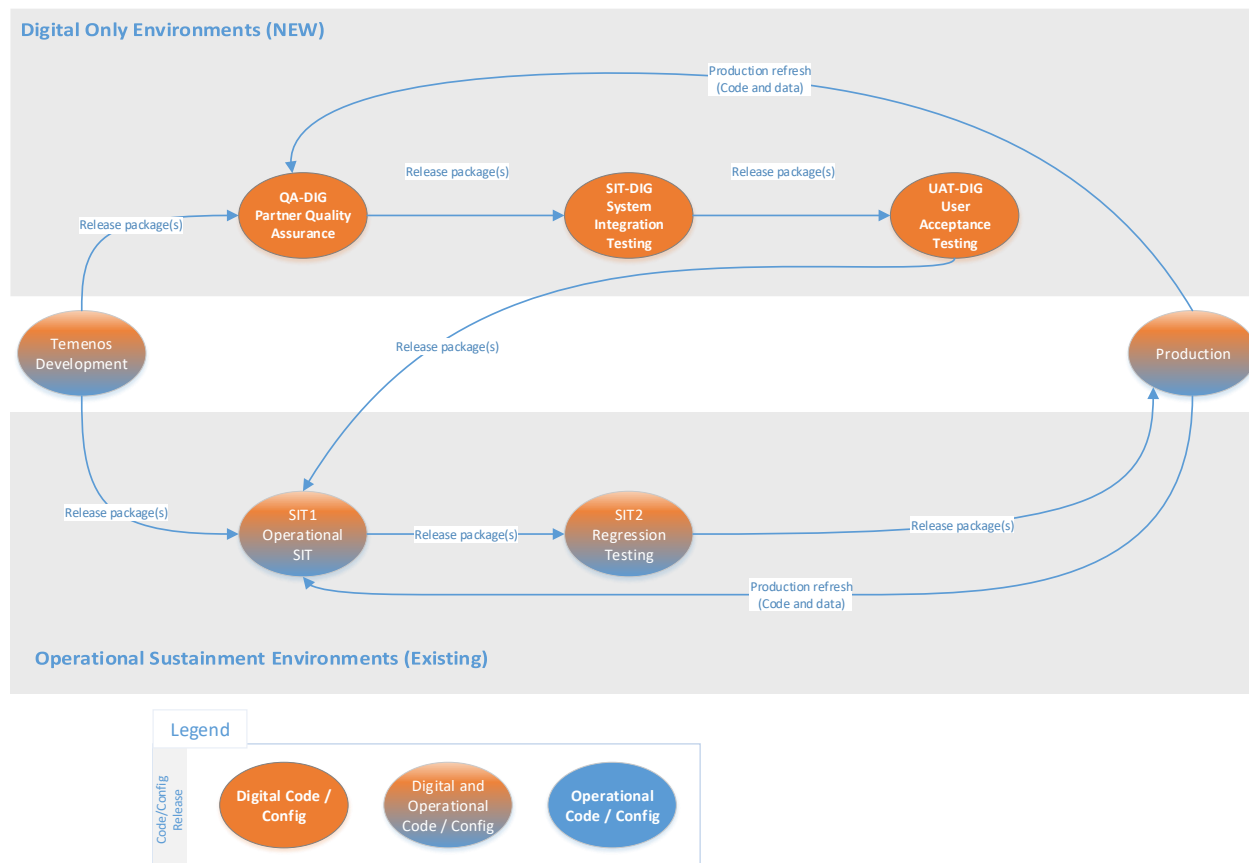 Digital Only Environments (NEW)
Production refresh
(Code and data)
Release package(s)
Release package(s)
QA-DIG
Partner Quality
Assurance
SIT-DIG
System
Integration
Testing
UAT-DIG
User
Acceptance
Testing
Release package(s)
Temenos
Development
Release package(s)
Production
Release package(s)
SIT1
Operational
SIT
Release package(s)
SIT2
Regression
Testing
Release package(s)
Production refresh
(Code and data)
Operational Sustainment Environments (Existing)
Legend
Code/Config
Release
Digital Code /
Config
Digital and
Operational
Code / Config
Operational
Code / Config